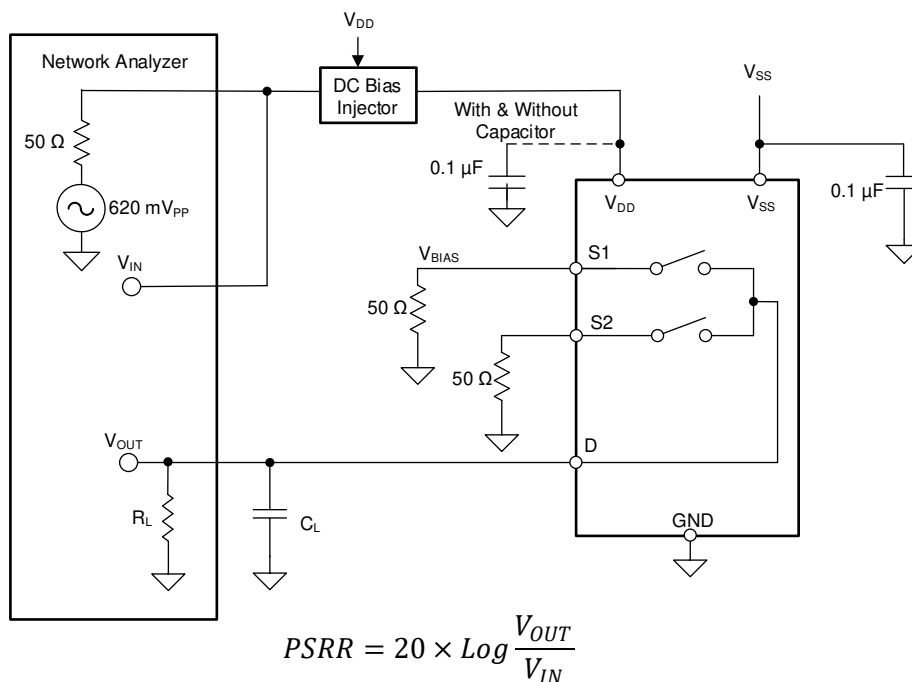 Network Analyzer
V_DD
DC Bias
Injector
50 Ω
620 mV_PP
V_IN
With & Without
Capacitor
0.1 µF
V_SS
0.1 µF
V_DD
V_SS
V_BIAS
S1
50 Ω
S2
50 Ω
V_OUT
D
R_L
C_L
GND
PSRR = 20 × Log V_OUT / V_IN